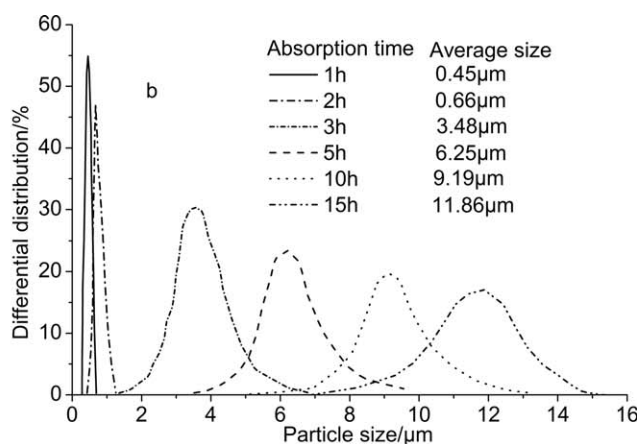 60
50
40
30
20
10
0
Differential distribution/%
b
Absorption time Average size
1h 0.45μm
2h 0.66μm
3h 3.48μm
5h 6.25μm
10h 9.19μm
15h 11.86μm
0 2 4 6 8 10 12 14 16
Particle size/μm